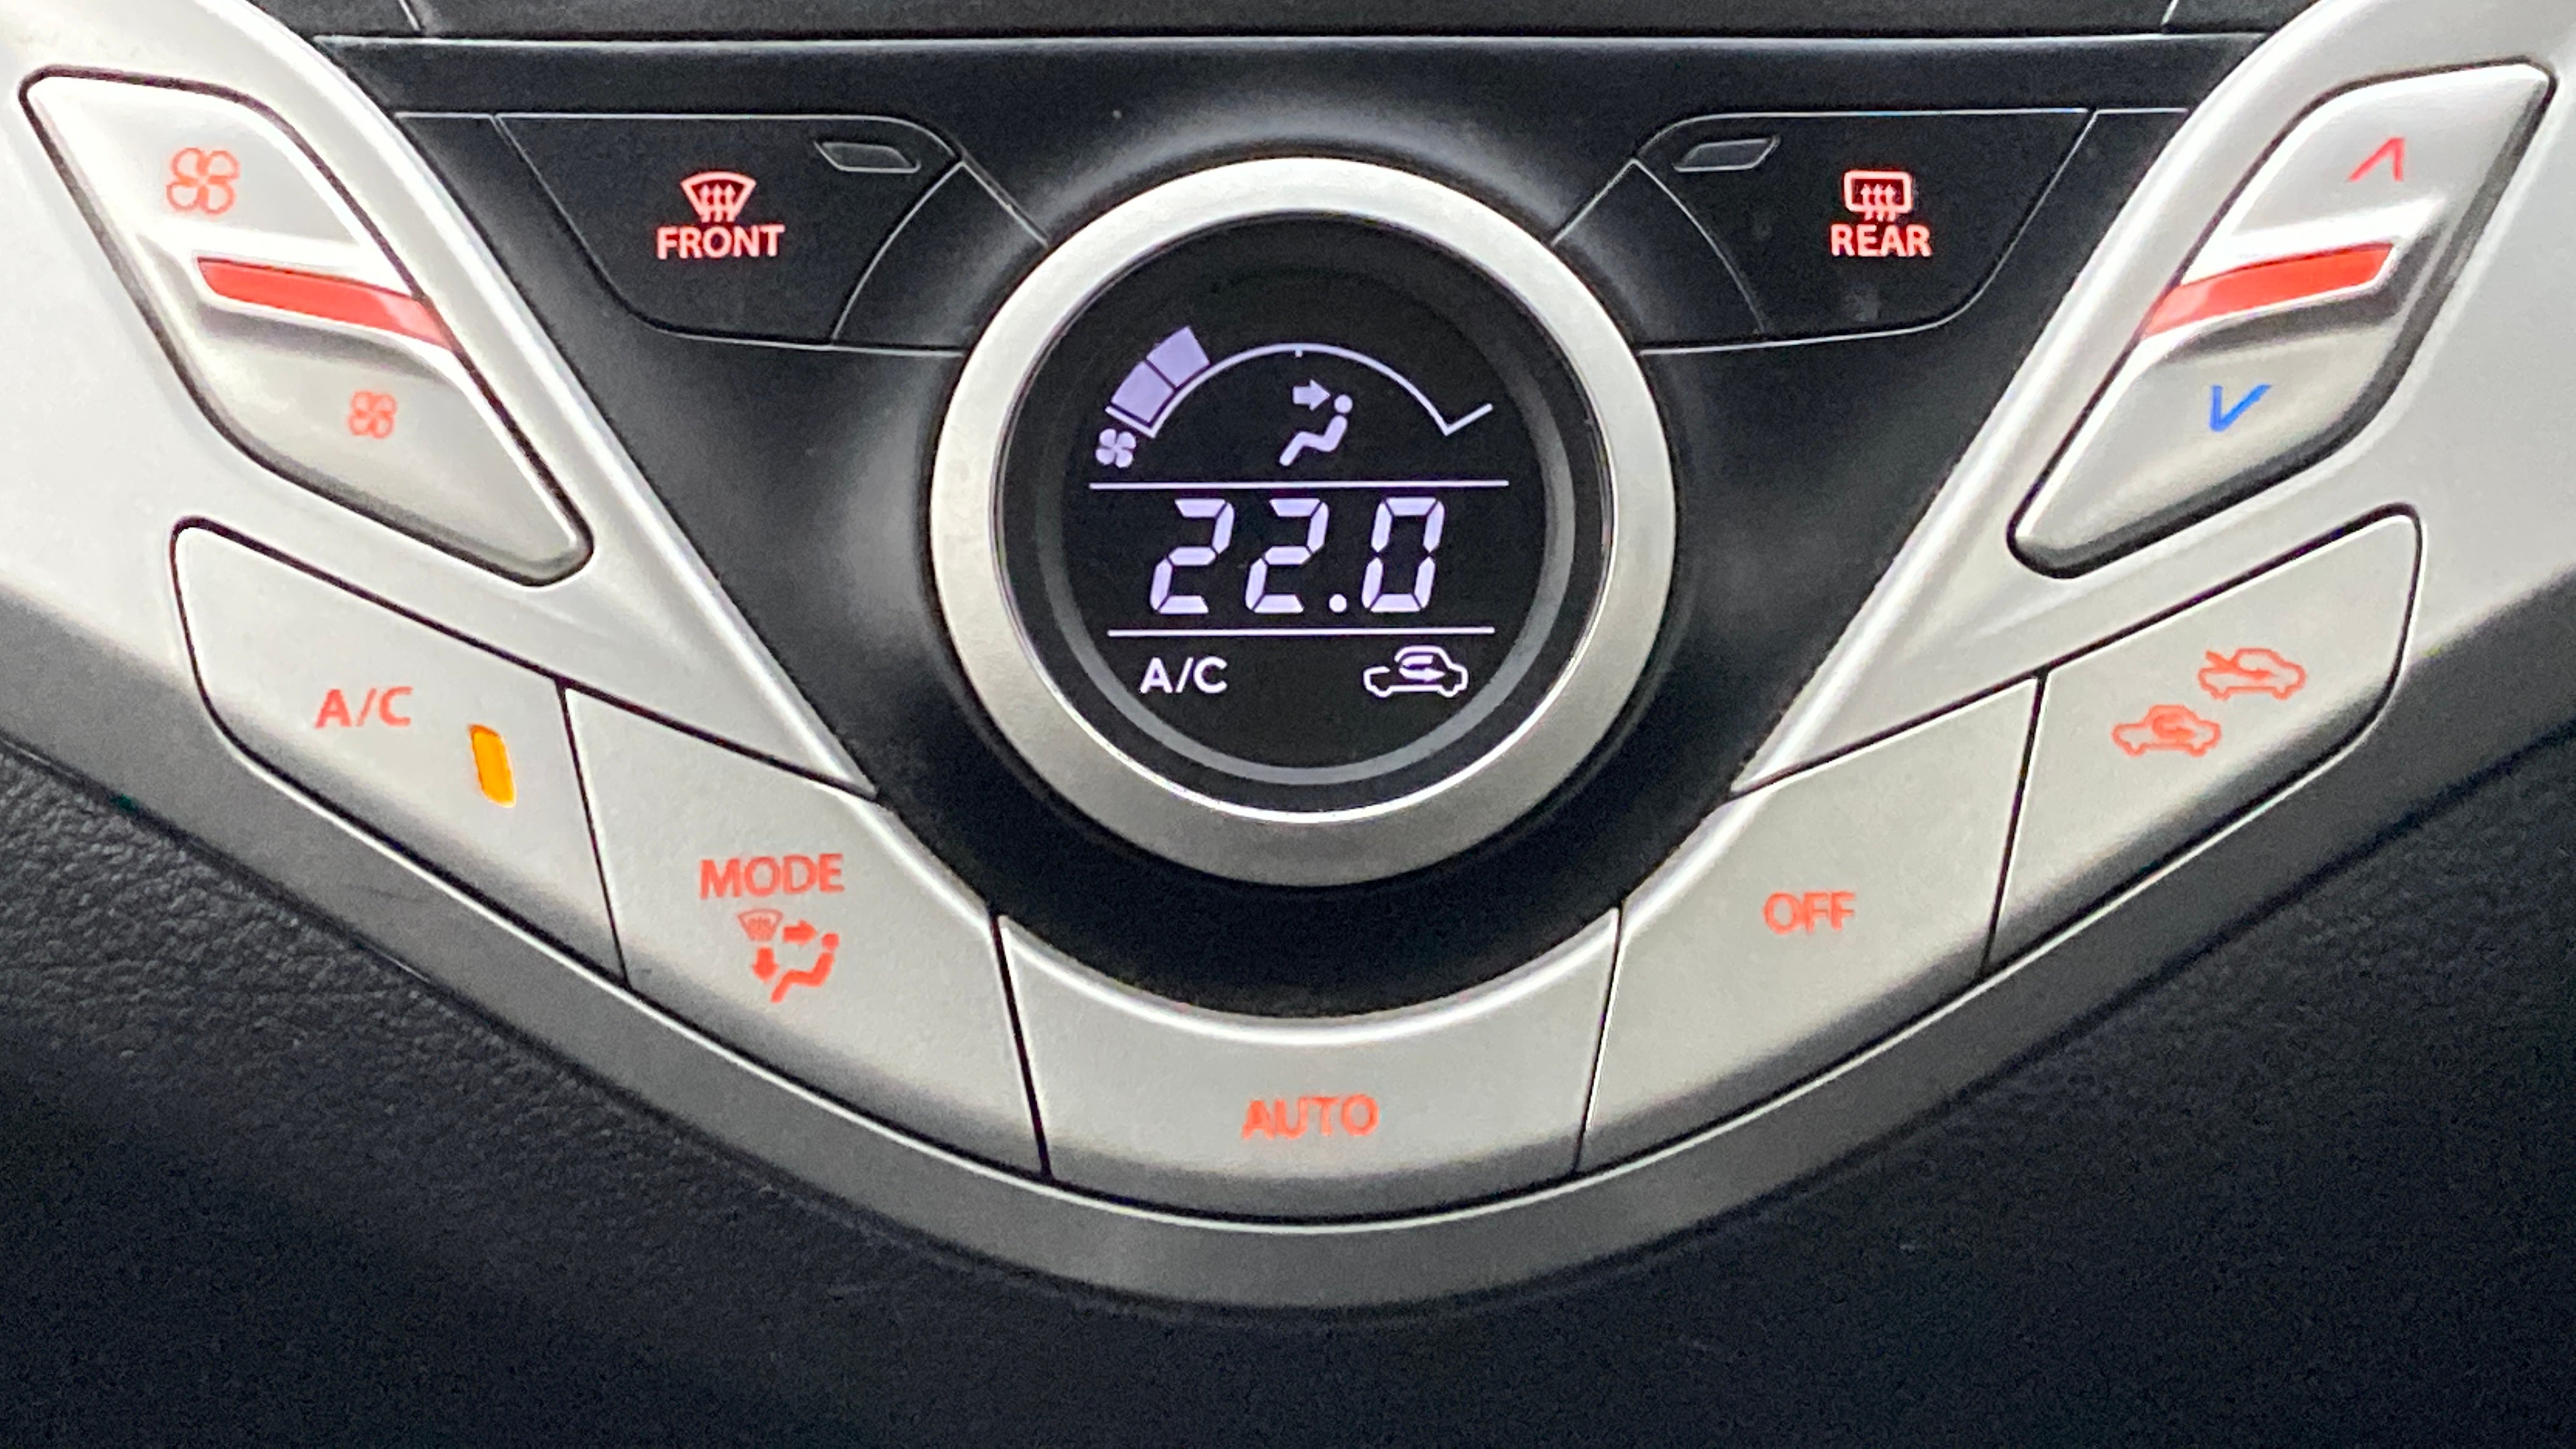 FRONT
REAR
22.0
A/C
A/C
MODE
OFF
AUTO